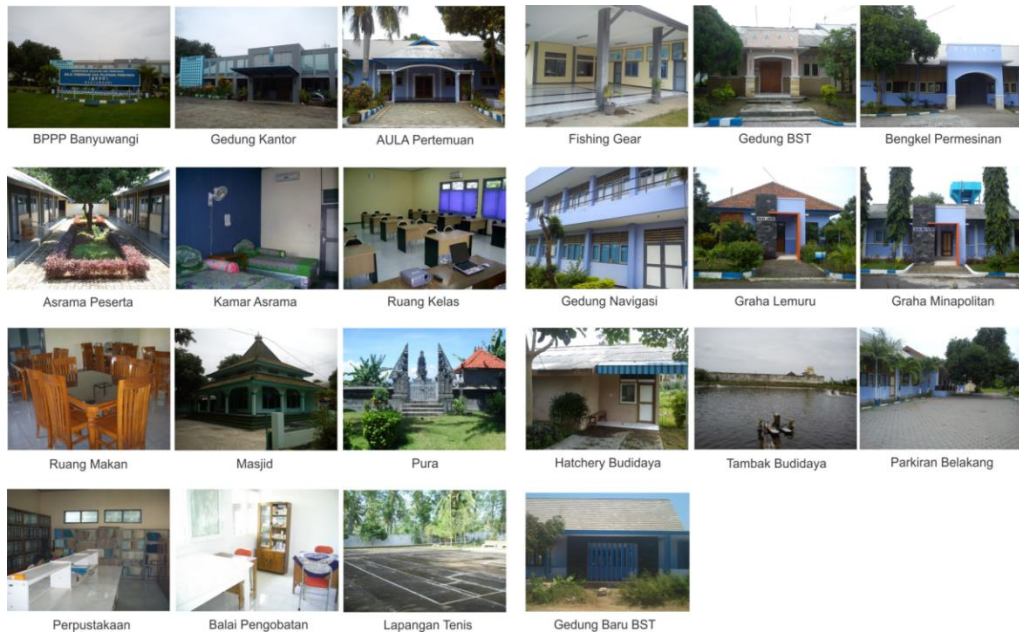 BPPP Banyuwangi
Gedung Kantor
AULA Pertemuan
Fishing Gear
Gedung BST
Bengkel Permesinan
Asrama Peserta
Kamar Asrama
Ruang Kelas
Gedung Navigasi
Graha Lemuru
Graha Minapolitan
Ruang Makan
Masjid
Pura
Hatchery Budidaya
Tambak Budidaya
Parkiran Belakang
Perpustakaan
Balai Pengobatan
Lapangan Tenis
Gedung Baru BST